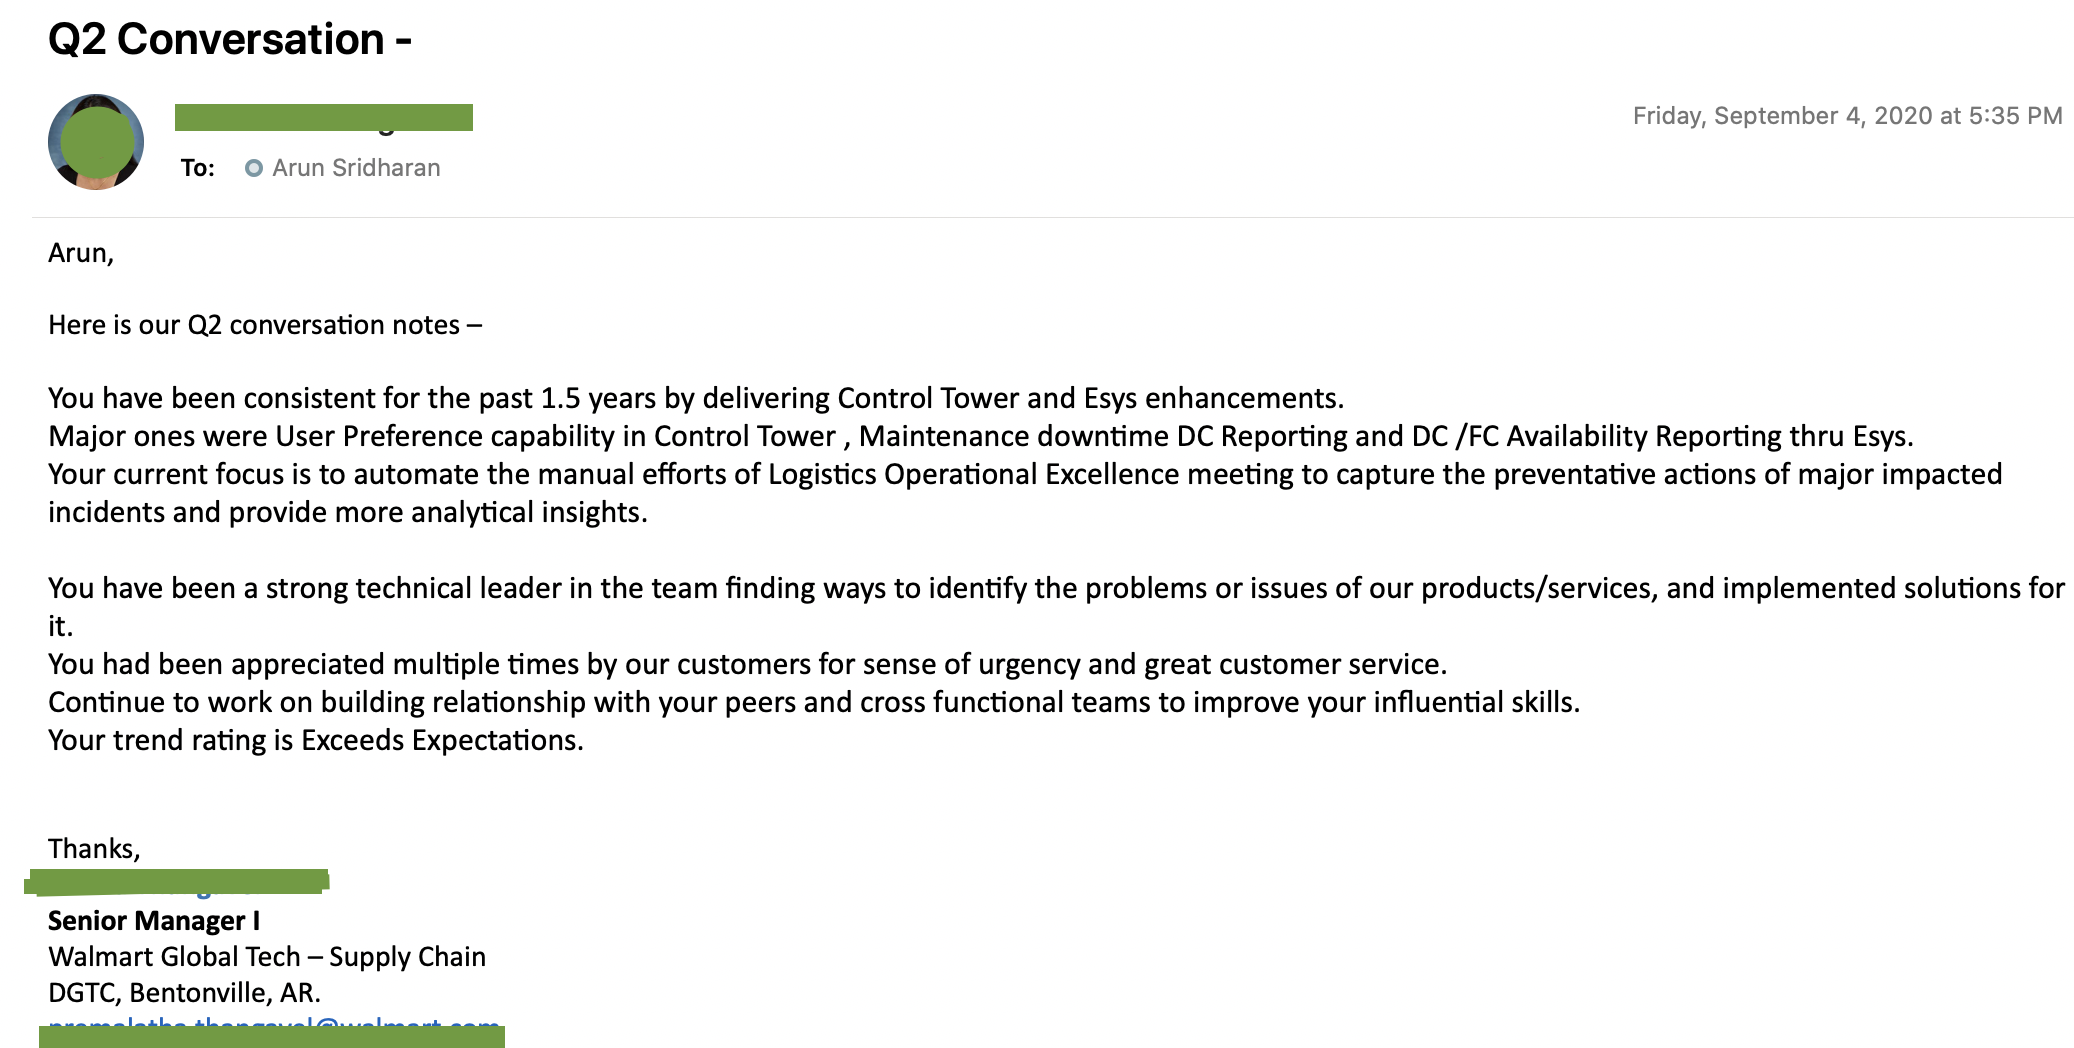 Q2 Conversation -
Friday, September 4, 2020 at 5:35 PM
To: Arun Sridharan
Arun,
Here is our Q2 conversation notes –
You have been consistent for the past 1.5 years by delivering Control Tower and Esys enhancements.
Major ones were User Preference capability in Control Tower , Maintenance downtime DC Reporting and DC /FC Availability Reporting thru Esys.
Your current focus is to automate the manual efforts of Logistics Operational Excellence meeting to capture the preventative actions of major impacted
incidents and provide more analytical insights.
You have been a strong technical leader in the team finding ways to identify the problems or issues of our products/services, and implemented solutions for
it.
You had been appreciated multiple times by our customers for sense of urgency and great customer service.
Continue to work on building relationship with your peers and cross functional teams to improve your influential skills.
Your trend rating is Exceeds Expectations.
Thanks,
Senior Manager I
Walmart Global Tech – Supply Chain
DGTC, Bentonville, AR.